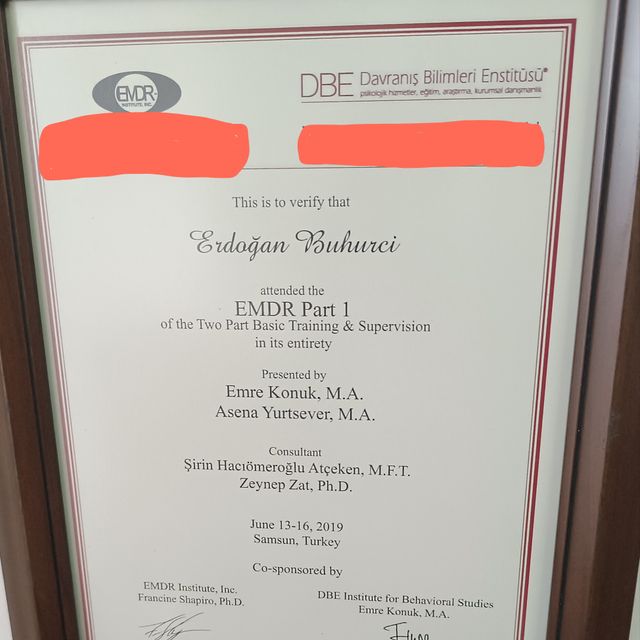 EMDR
INSTITUTE, INC.
DBE Davranış Bilimleri Enstitüsü®
psikolojik hizmetler, eğitim, araştırma, kurumsal danışmanlık
This is to verify that
Erdoğan Buhurci
attended the
EMDR Part 1
of the Two Part Basic Training & Supervision
in its entirety
Presented by
Emre Konuk, M.A.
Asena Yurtsever, M.A.
Consultant
Şirin Hacıömeroğlu Atçeken, M.F.T.
Zeynep Zat, Ph.D.
June 13-16, 2019
Samsun, Turkey
Co-sponsored by
EMDR Institute, Inc.
Francine Shapiro, Ph.D.
DBE Institute for Behavioral Studies
Emre Konuk, M.A.